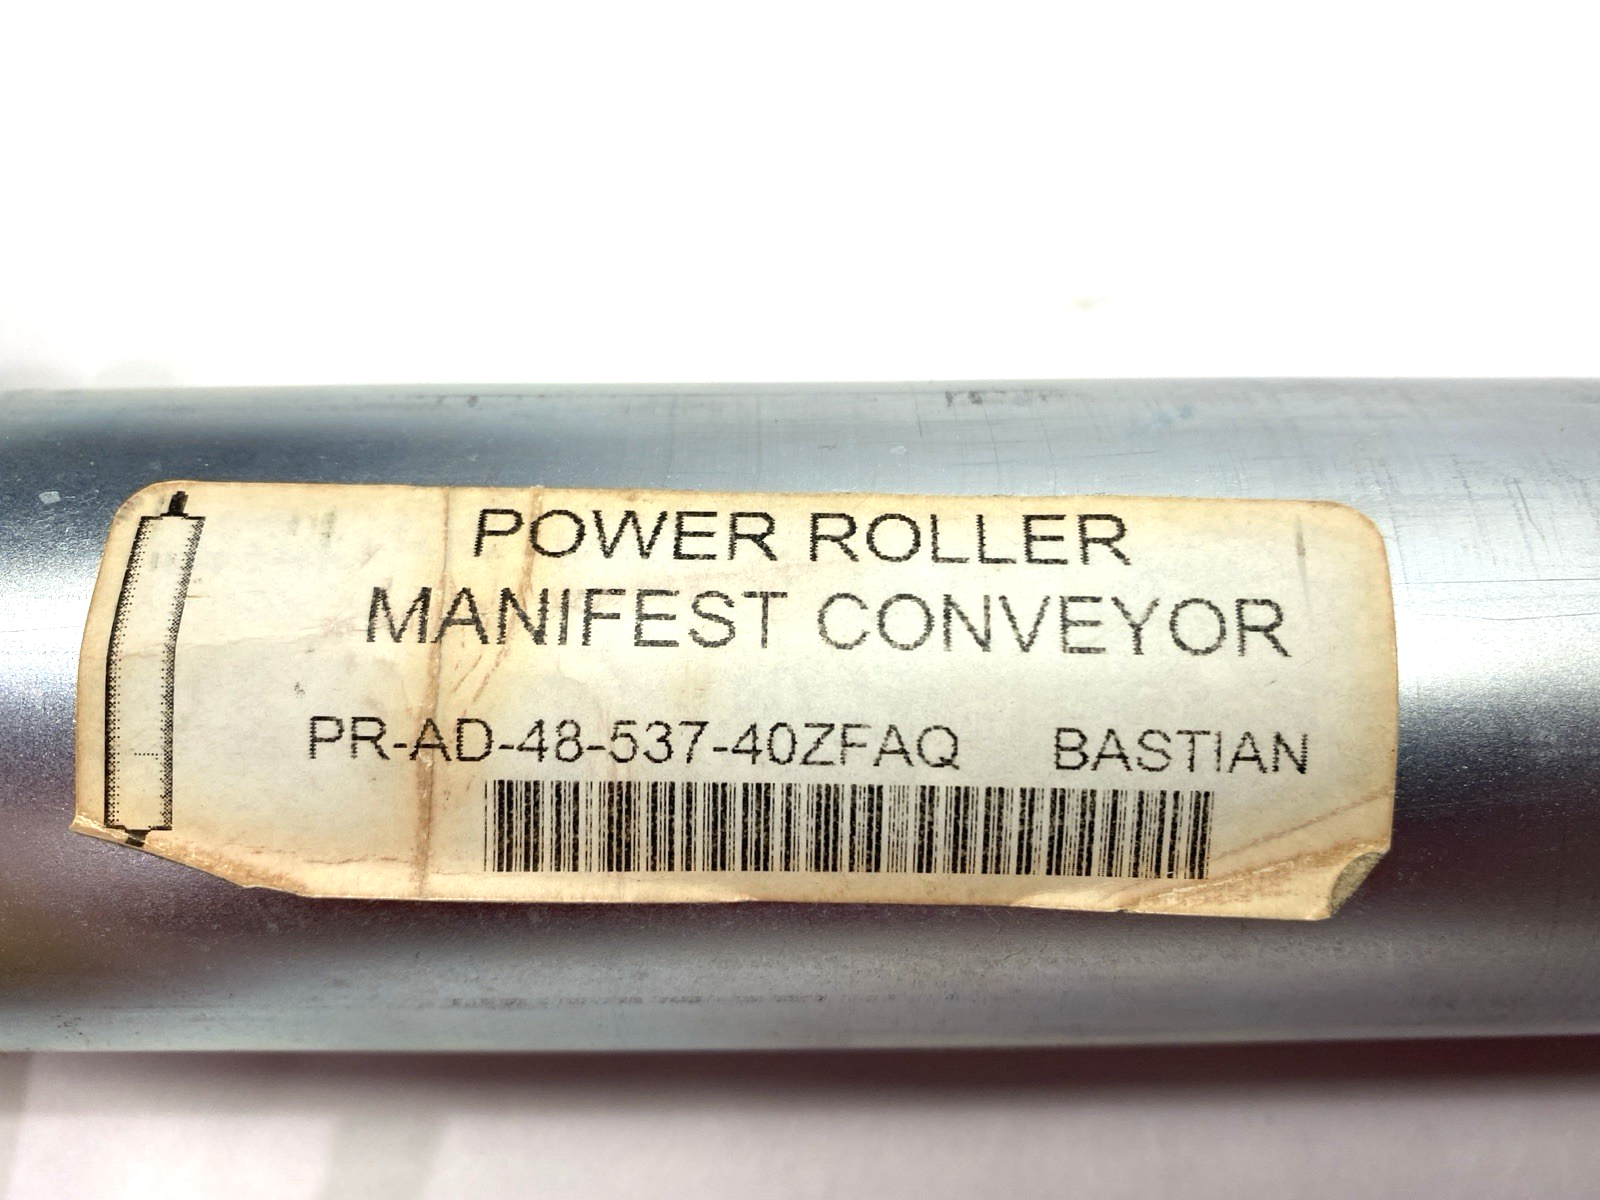 POWER ROLLER
MANIFEST CONVEYOR
PR-AD-48-537-40ZFAQ BASTIAN